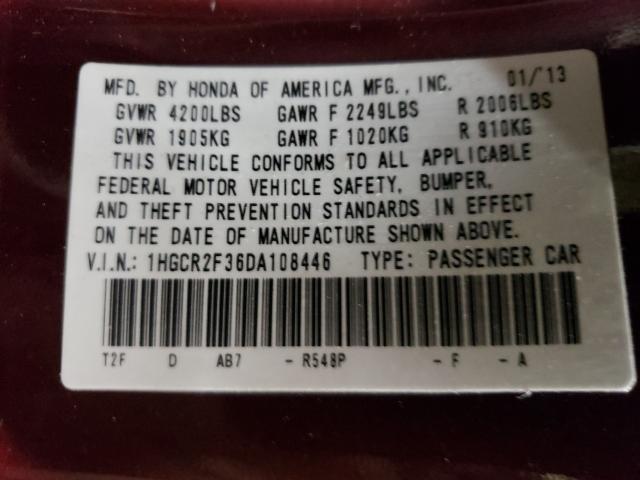 MFD. BY HONDA OF AMERICA MFG., INC. 01/'13
GVWR 4200LBS GAWR F 2249LBS R 2006LBS
GVWR 1905KG GAWR F 1020KG R 910KG
THIS VEHICLE CONFORMS TO ALL APPLICABLE
FEDERAL MOTOR VEHICLE SAFETY, BUMPER,
AND THEFT PREVENTION STANDARDS IN EFFECT
ON THE DATE OF MANUFACTURE SHOWN ABOVE.
V.I.N.: 1HGCR2F36DA108446 TYPE: PASSENGER CAR
T2F D AB7 - R548P - F - A